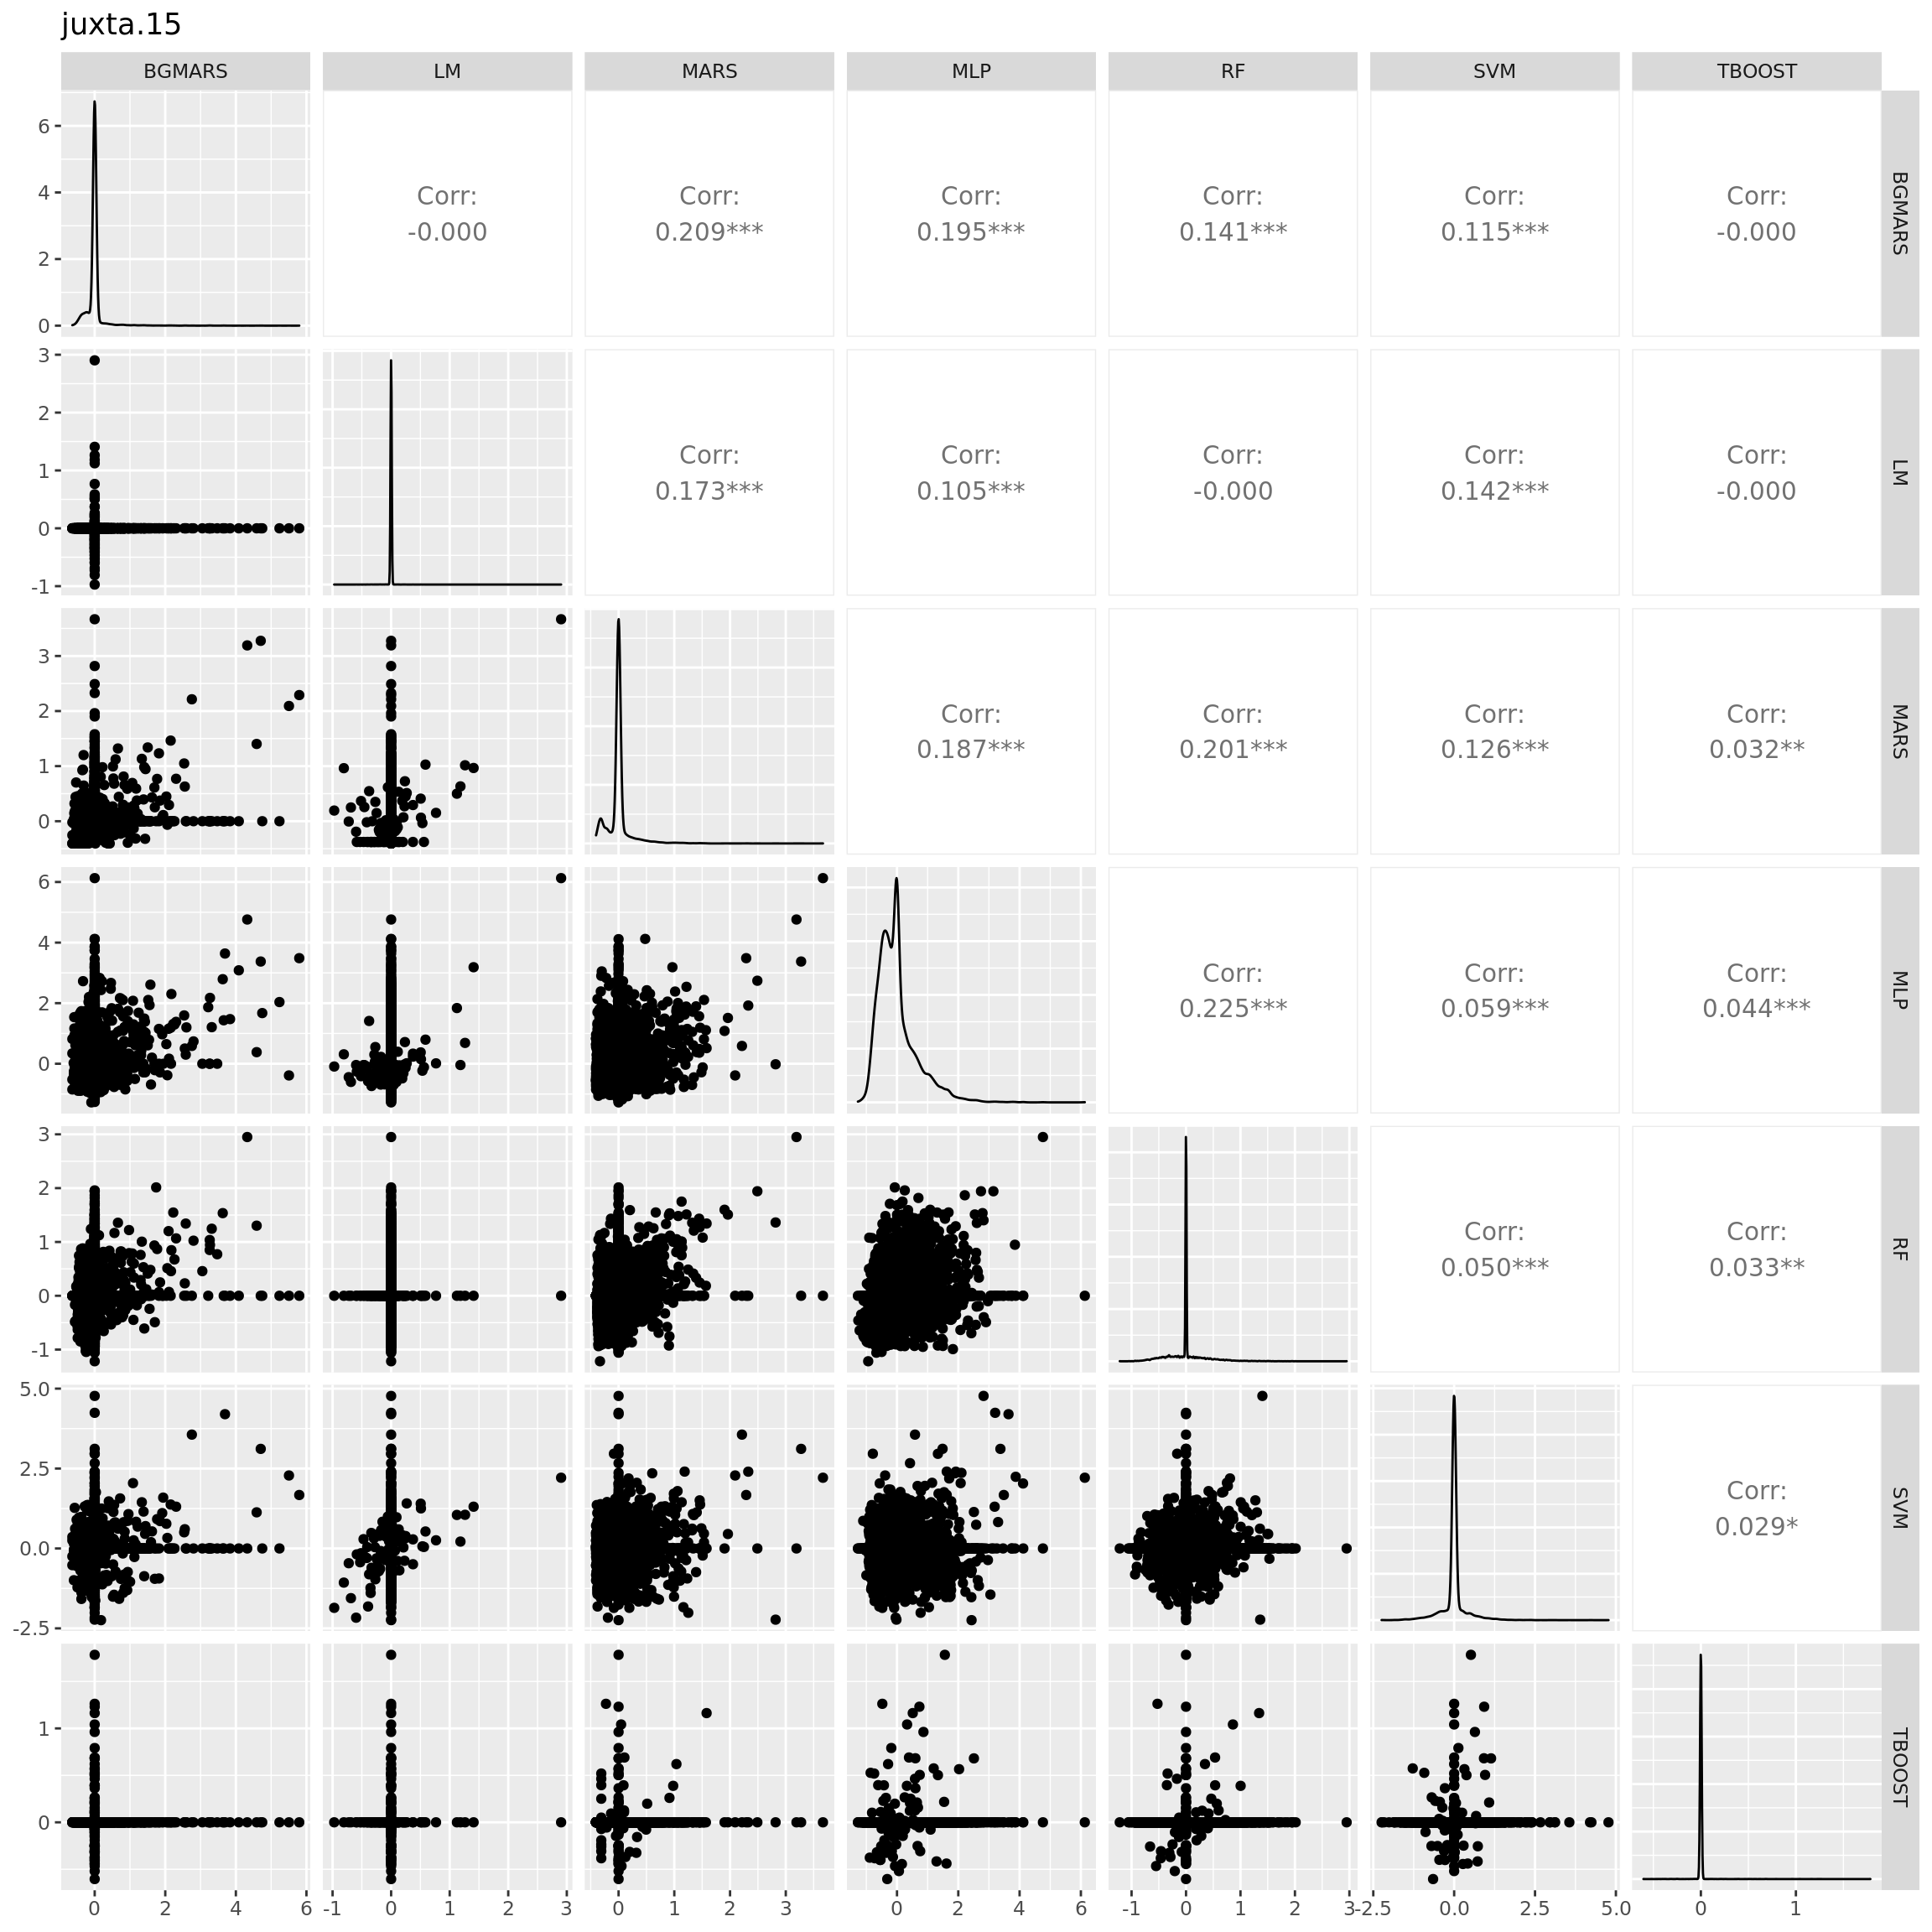 juxta.15
BGMARS LM MARS MLP RF SVM TBOOST
6
4
2
0
Corr:
-0.000
Corr:
0.209***
Corr:
0.195***
Corr:
0.141***
Corr:
0.115***
Corr:
-0.000
BGMARS
3
2
1
0
-1
Corr:
0.173***
Corr:
0.105***
Corr:
-0.000
Corr:
0.142***
Corr:
-0.000
LM
3
2
1
0
Corr:
0.187***
Corr:
0.201***
Corr:
0.126***
Corr:
0.032**
MARS
6
4
2
0
Corr:
0.225***
Corr:
0.059***
Corr:
0.044***
MLP
3
2
1
0
-1
Corr:
0.050***
Corr:
0.033**
RF
5.0
2.5
0.0
-2.5
Corr:
0.029*
SVM
1
0
TBOOST
0 2 4 6 -1 0 1 2 3 0 1 2 3 0 2 4 6 -1 0 1 2 3 -2.5 0.0 2.5 5.0 0 1